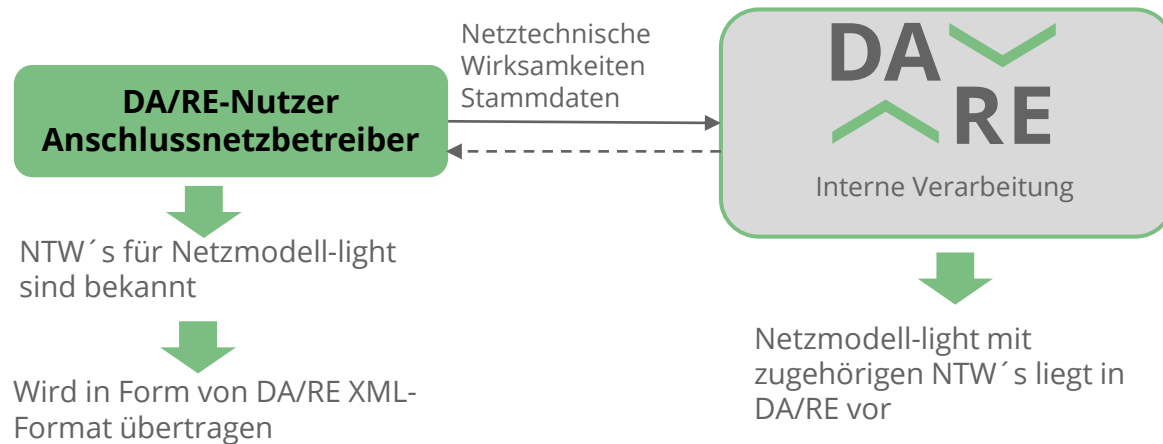 DA/RE-Nutzer
Anschlussnetzbetreiber
Netztechnische
Wirksamkeiten
Stammdaten
DA
RE
Interne Verarbeitung
NTW´s für Netzmodell-light
sind bekannt
Wird in Form von DA/RE XML-
Format übertragen
Netzmodell-light mit
zugehörigen NTW´s liegt in
DA/RE vor